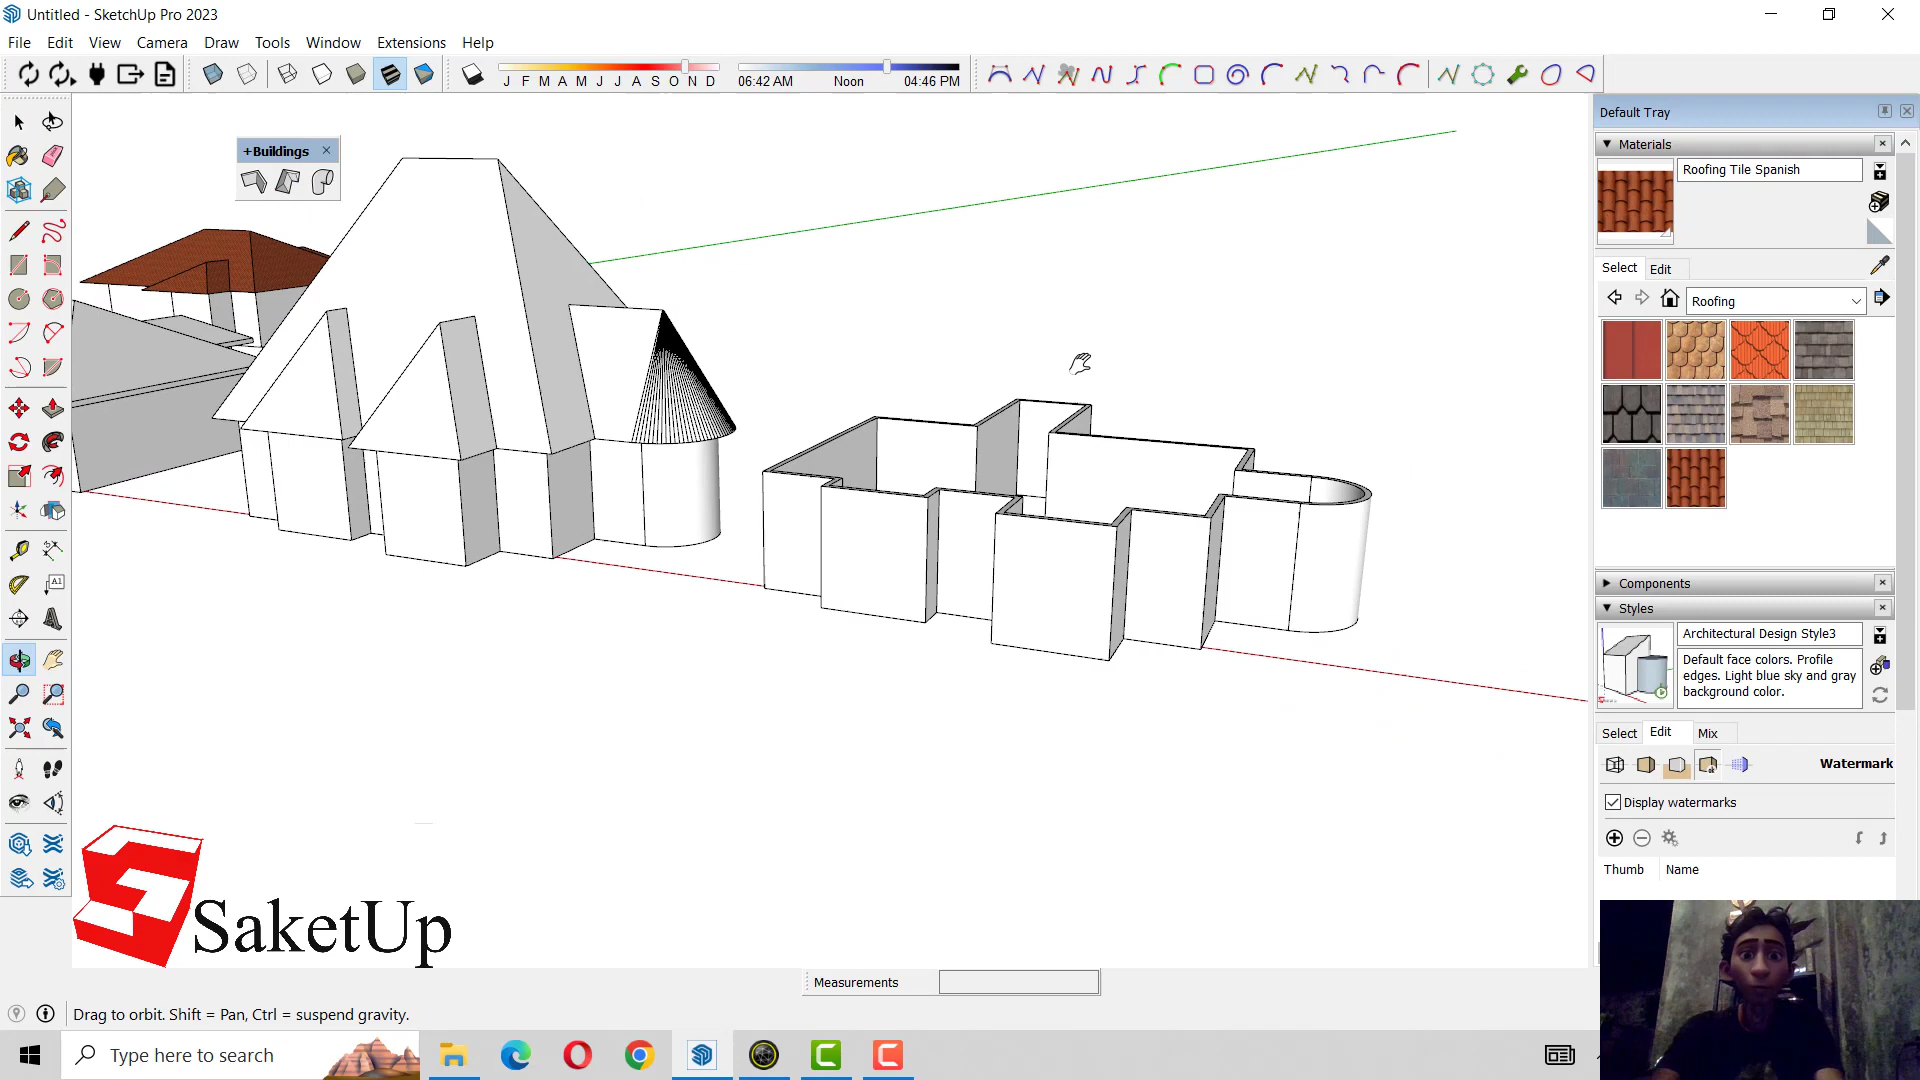 Untitled - SketchUp Pro 2023
File Edit View Camera Draw Tools Window Extensions Help
J F M A M J J A S O N D
06:42 AM Noon 04:46 PM
Default Tray
+Buildings
Materials
Roofing Tile Spanish
Select Edit
Roofing
Components
Styles
Architectural Design Style3
Default face colors. Profile
edges. Light blue sky and gray
background color.
Select Edit Mix
Watermark
Display watermarks
Thumb Name
A1
SaketUp
Measurements
Drag to orbit. Shift = Pan, Ctrl = suspend gravity.
Type here to search